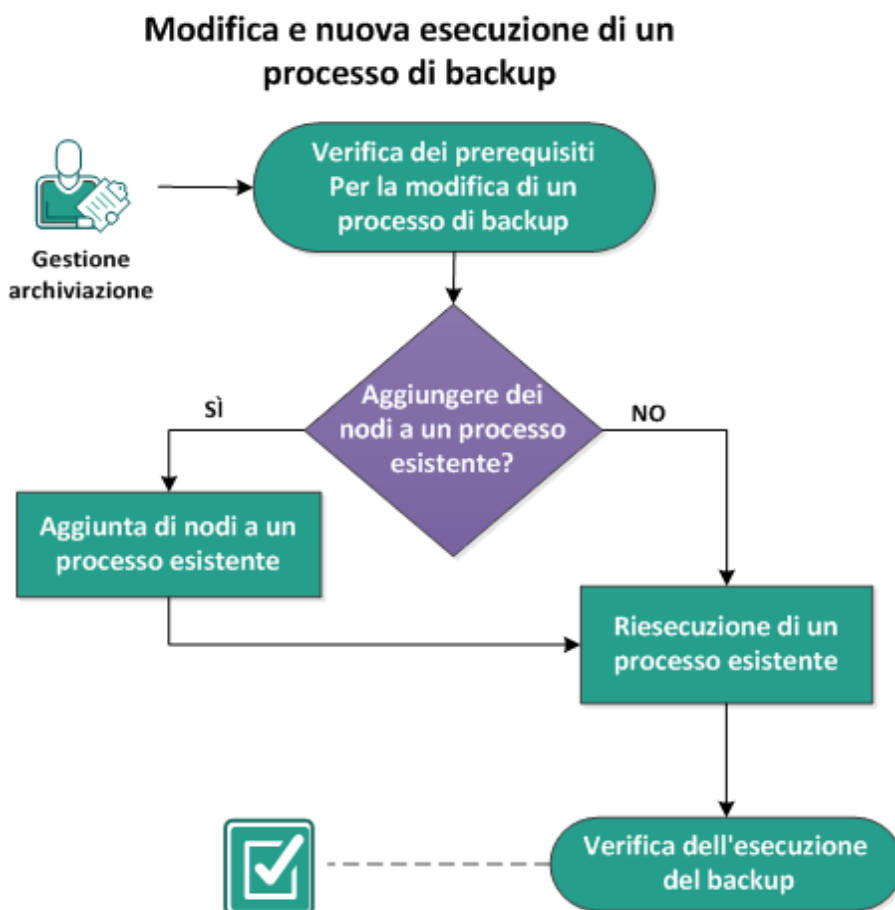 Modifica e nuova esecuzione di un
processo di backup
Verifica dei prerequisiti
Per la modifica di un
processo di backup
Gestione
archiviazione
Aggiungere dei
nodi a un processo
esistente?
SÌ
NO
Aggiunta di nodi a un
processo esistente
Riesecuzione di un
processo esistente
Verifica dell'esecuzione
del backup